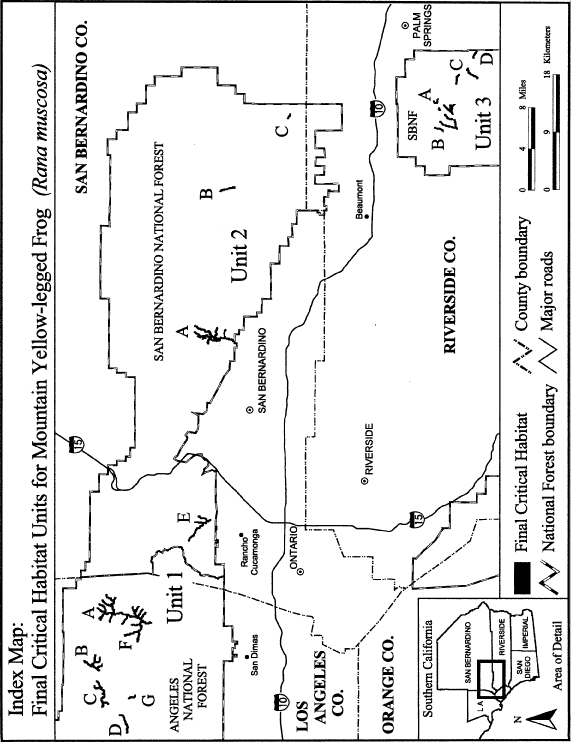 Index Map:
Final Critical Habitat Units for Mountain Yellow-legged Frog (Rana muscosa)
SAN BERNARDINO CO.
15
SAN BERNARDINO NATIONAL FOREST
Unit 2
A
B
C
Unit 1
A
B
C
D
E
F
G
ANGELES
NATIONAL
FOREST
San Dimas
Rancho
Cucamonga
ONTARIO
SAN BERNARDINO
Beaumont
10
10
LOS
ANGELES
CO.
ORANGE CO.
RIVERSIDE
15
RIVERSIDE CO.
PALM
SPRINGS
SBNF
A
B
C
D
Unit 3
Southern California
SAN BERNARDINO
L A
RIVERSIDE
SAN
DIEGO
IMPERIAL
N
Area of Detail
Final Critical Habitat
National Forest boundary
County boundary
Major roads
0 4 8 Miles
0 9 18 Kilometers